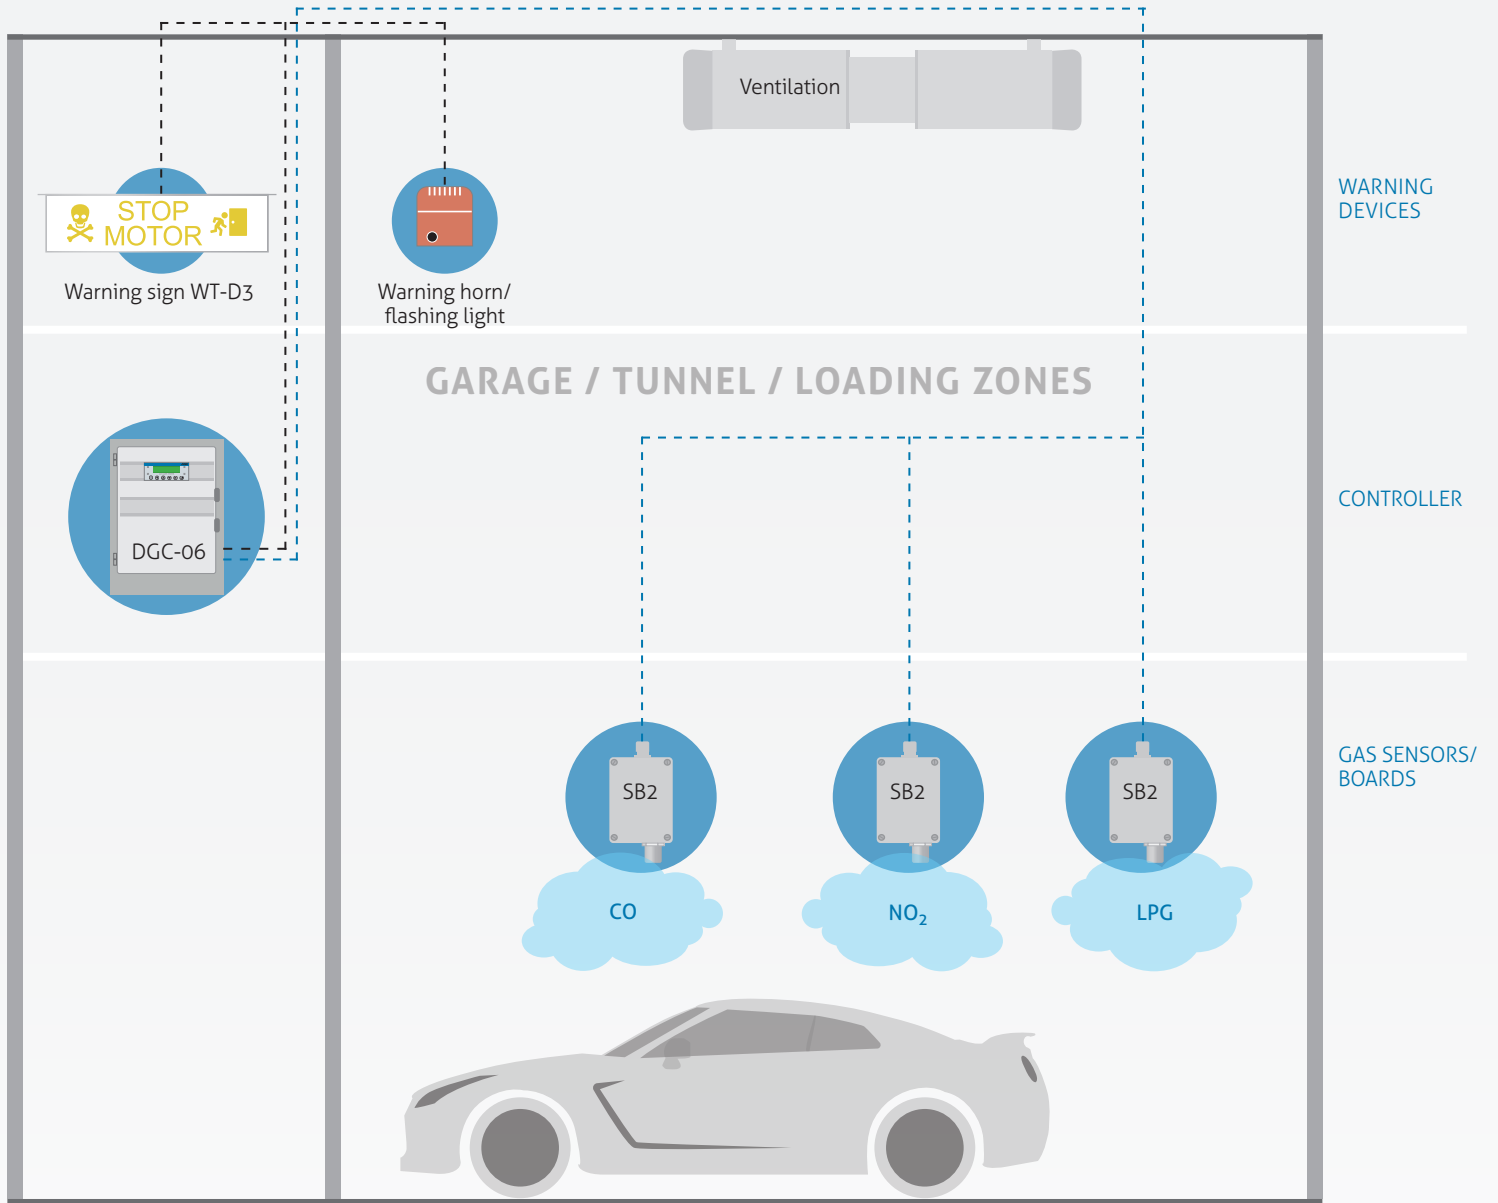 Ventilation
WARNING
DEVICES
STOP
MOTOR
Warning sign WT-D3
Warning horn/
flashing light
GARAGE / TUNNEL / LOADING ZONES
CONTROLLER
DGC-06
GAS SENSORS/
BOARDS
SB2
SB2
SB2
CO
NO₂
LPG